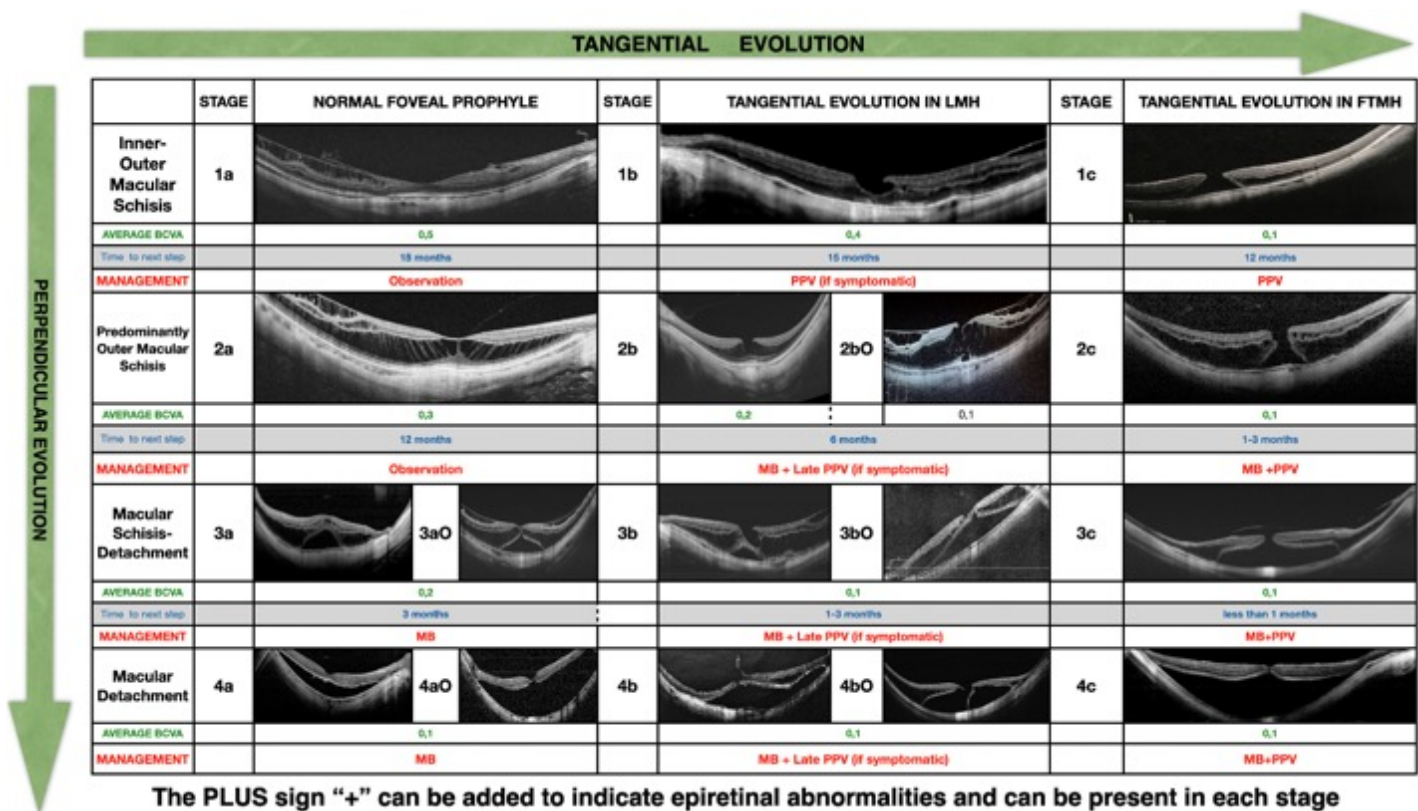 TANGENTIAL EVOLUTION
PERPENDICULAR EVOLUTION
STAGE NORMAL FOVEAL PROPHYLE STAGE TANGENTIAL EVOLUTION IN LMH STAGE TANGENTIAL EVOLUTION IN FTMH
Inner-
Outer
Macular
Schisis
1a 1b 1c
AVERAGE BCVA 0,5 0,4 0,1
Time to next step 18 months 15 months 12 months
MANAGEMENT Observation PPV (if symptomatic) PPV
Predominantly
Outer Macular
Schisis
2a 2b 2bO 2c
AVERAGE BCVA 0,3 0,2 0,1 0,1
Time to next step 12 months 6 months 1-3 months
MANAGEMENT Observation MB + Late PPV (if symptomatic) MB +PPV
Macular
Schisis-
Detachment
3a 3aO 3b 3bO 3c
AVERAGE BCVA 0,2 0,1 0,1
Time to next step 3 months 1-3 months less than 1 months
MANAGEMENT MB MB + Late PPV (if symptomatic) MB+PPV
Macular
Detachment
4a 4aO 4b 4bO 4c
AVERAGE BCVA 0,1 0,1 0,1
MANAGEMENT MB MB + Late PPV (if symptomatic) MB+PPV
The PLUS sign “+” can be added to indicate epiretinal abnormalities and can be present in each stage